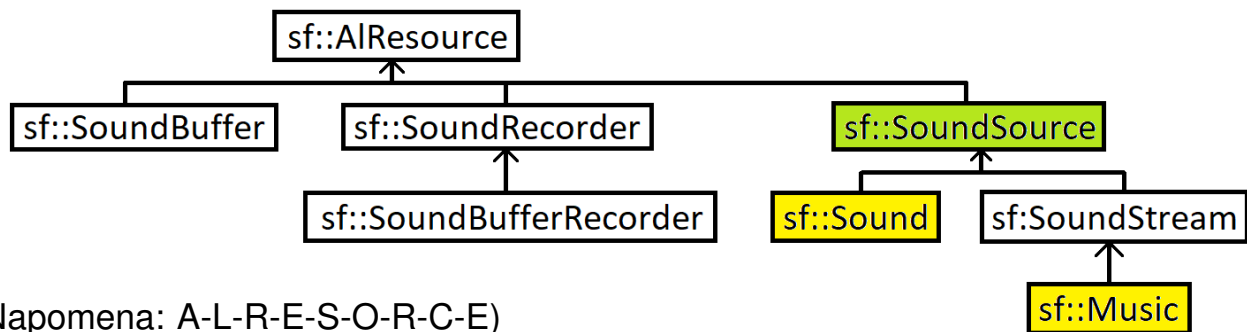 sf::AlResource
sf::SoundBuffer sf::SoundRecorder sf::SoundSource
sf::SoundBufferRecorder sf::Sound sf:SoundStream
sf::Music
Napomena: A-L-R-E-S-O-R-C-E)